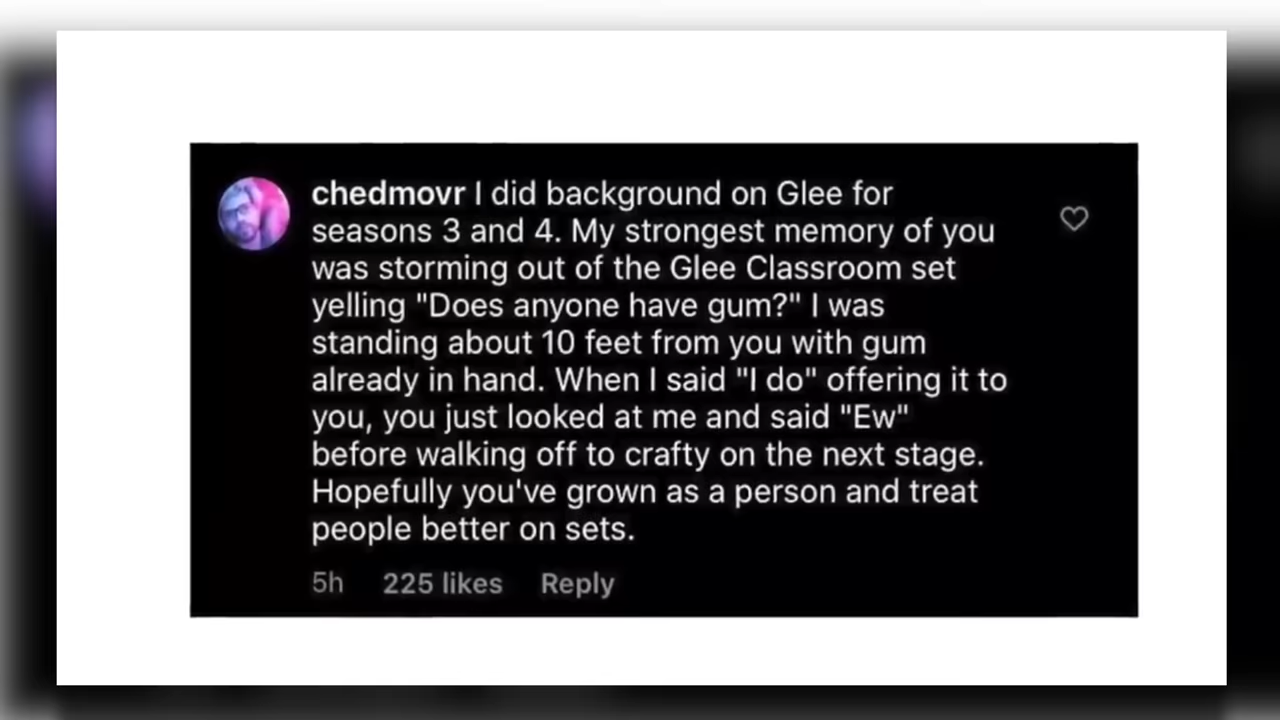 chedmovr I did background on Glee for
seasons 3 and 4. My strongest memory of you
was storming out of the Glee Classroom set
yelling "Does anyone have gum?" I was
standing about 10 feet from you with gum
already in hand. When I said "I do" offering it to
you, you just looked at me and said "Ew"
before walking off to crafty on the next stage.
Hopefully you've grown as a person and treat
people better on sets.
5h 225 likes Reply